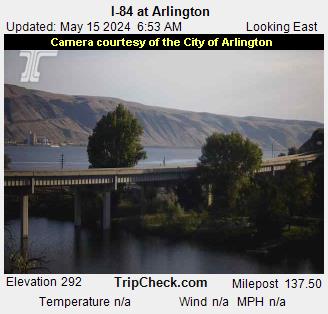 I-84 at Arlington
Updated: May 15 2024 6:53 AM Looking East
Camera courtesy of the City of Arlington
Elevation 292 TripCheck.com Milepost 137.50
Temperature n/a Wind n/a MPH n/a